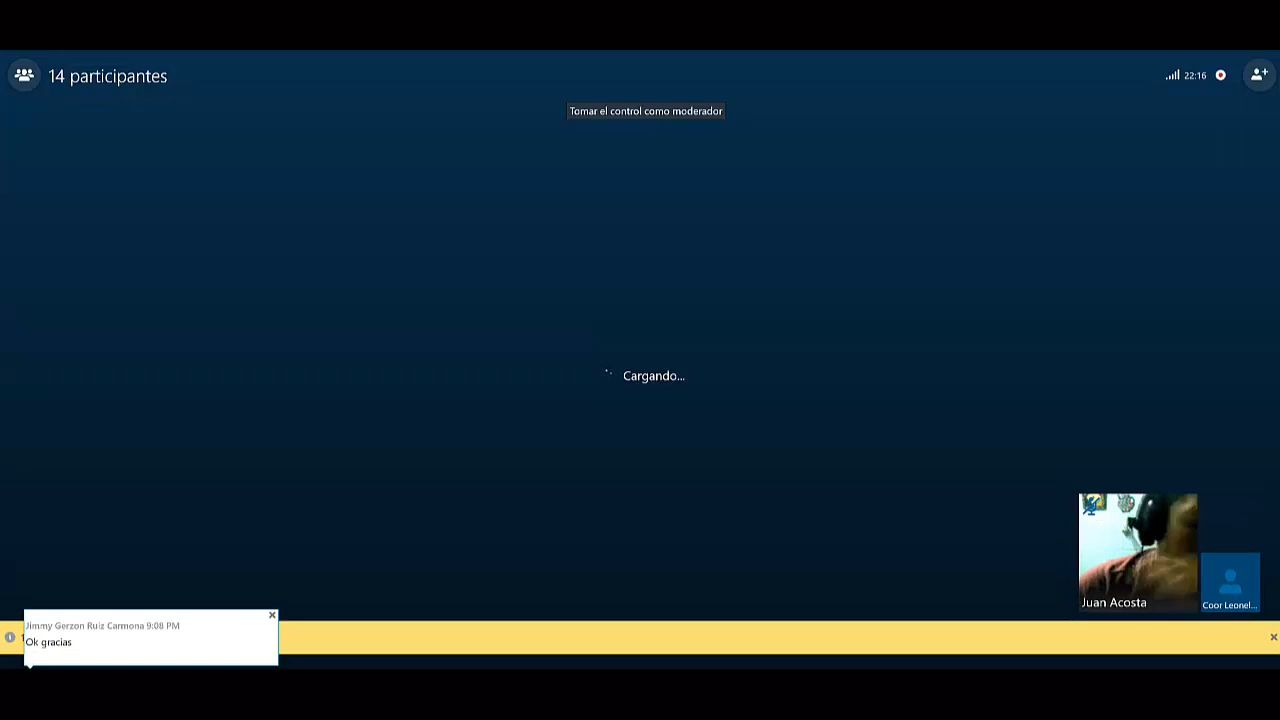 14 participantes
22:16
Tomar el control como moderador
Cargando...
Juan Acosta
Coor Leonel...
Jimmy Gerzon Ruiz Carmona 9:08 PM
Ok gracias